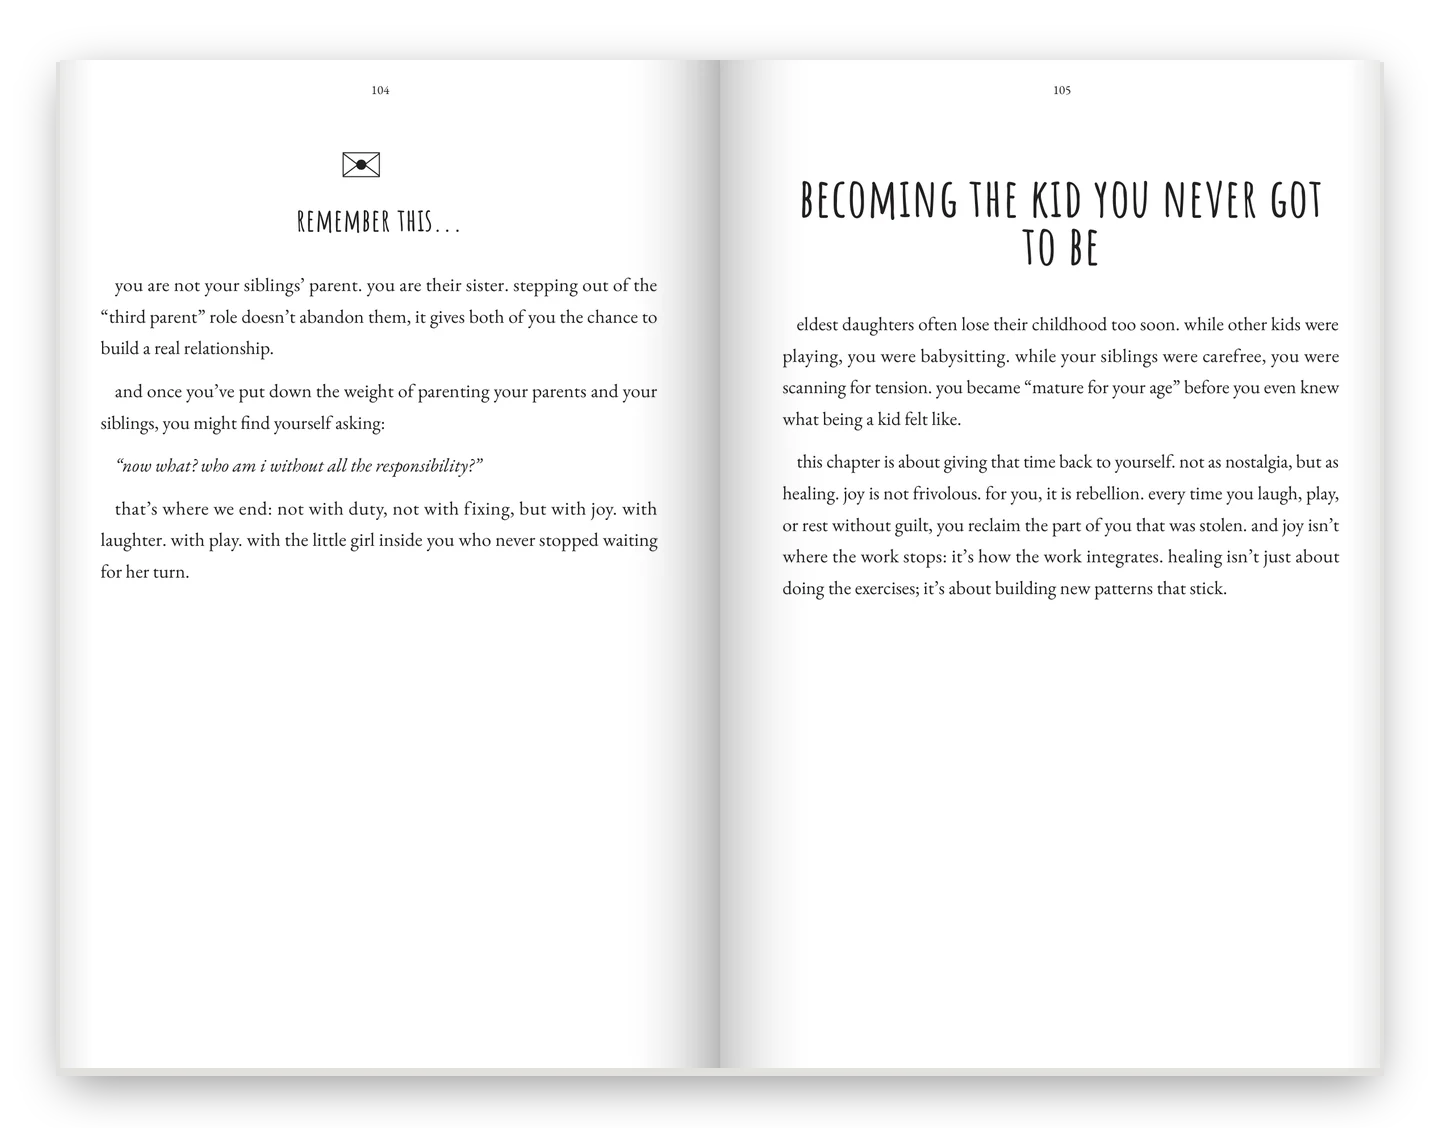 104
REMEMBER THIS...
you are not your siblings’ parent. you are their sister. stepping out of the
“third parent” role doesn’t abandon them, it gives both of you the chance to
build a real relationship.
and once you’ve put down the weight of parenting your parents and your
siblings, you might find yourself asking:
“now what? who am i without all the responsibility?”
that’s where we end: not with duty, not with fixing, but with joy. with
laughter. with play. with the little girl inside you who never stopped waiting
for her turn.
105
BECOMING THE KID YOU NEVER GOT
TO BE
eldest daughters often lose their childhood too soon. while other kids were
playing, you were babysitting. while your siblings were carefree, you were
scanning for tension. you became “mature for your age” before you even knew
what being a kid felt like.
this chapter is about giving that time back to yourself. not as nostalgia, but as
healing. joy is not frivolous. for you, it is rebellion. every time you laugh, play,
or rest without guilt, you reclaim the part of you that was stolen. and joy isn’t
where the work stops: it’s how the work integrates. healing isn’t just about
doing the exercises; it’s about building new patterns that stick.